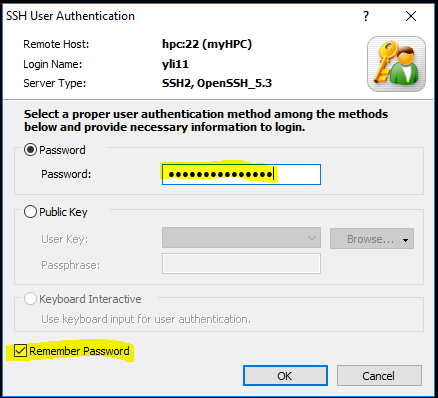 SSH User Authentication
Remote Host: hpc:22 (myHPC)
Login Name: yli11
Server Type: SSH2, OpenSSH_5.3
Select a proper user authentication method among the methods
below and provide necessary information to login.
Password
Password: ●●●●●●●●●●●●●●●
Public Key
User Key: Browse...
Passphrase:
Keyboard Interactive
Use keyboard input for user authentication.
Remember Password
OK Cancel